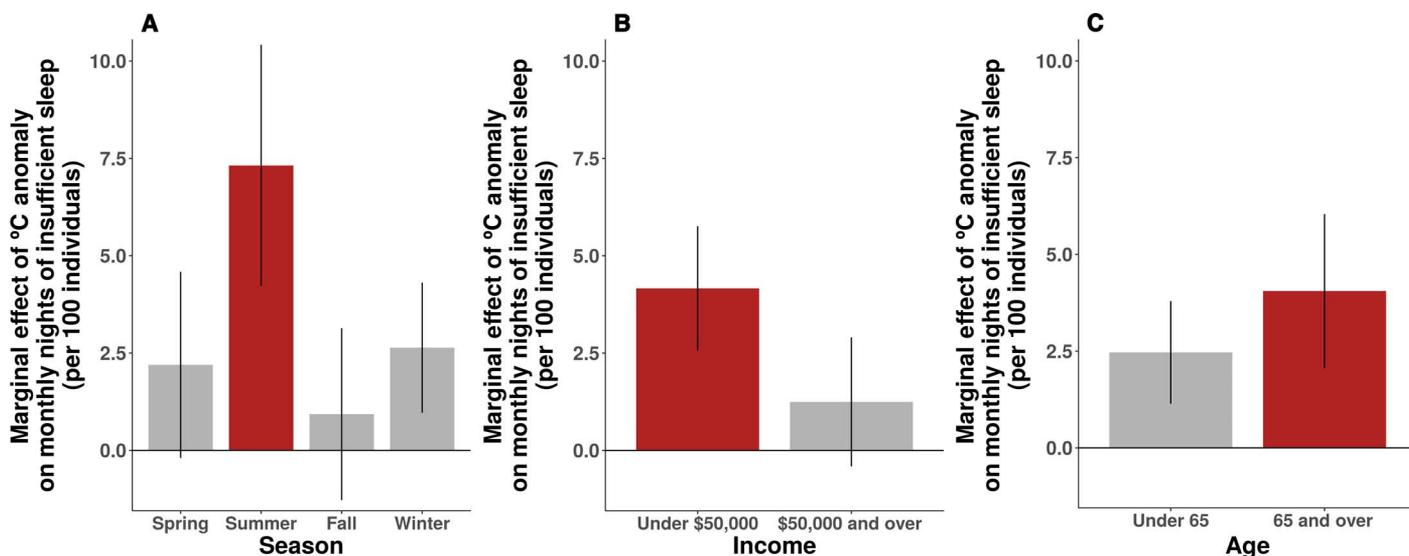 A
Marginal effect of ºC anomaly
on monthly nights of insufficient sleep
(per 100 individuals)
10.0
7.5
5.0
2.5
0.0
Spring Summer Fall Winter
Season
B
Marginal effect of ºC anomaly
on monthly nights of insufficient sleep
(per 100 individuals)
10.0
7.5
5.0
2.5
0.0
Under $50,000 $50,000 and over
Income
C
Marginal effect of ºC anomaly
on monthly nights of insufficient sleep
(per 100 individuals)
10.0
7.5
5.0
2.5
0.0
Under 65 65 and over
Age